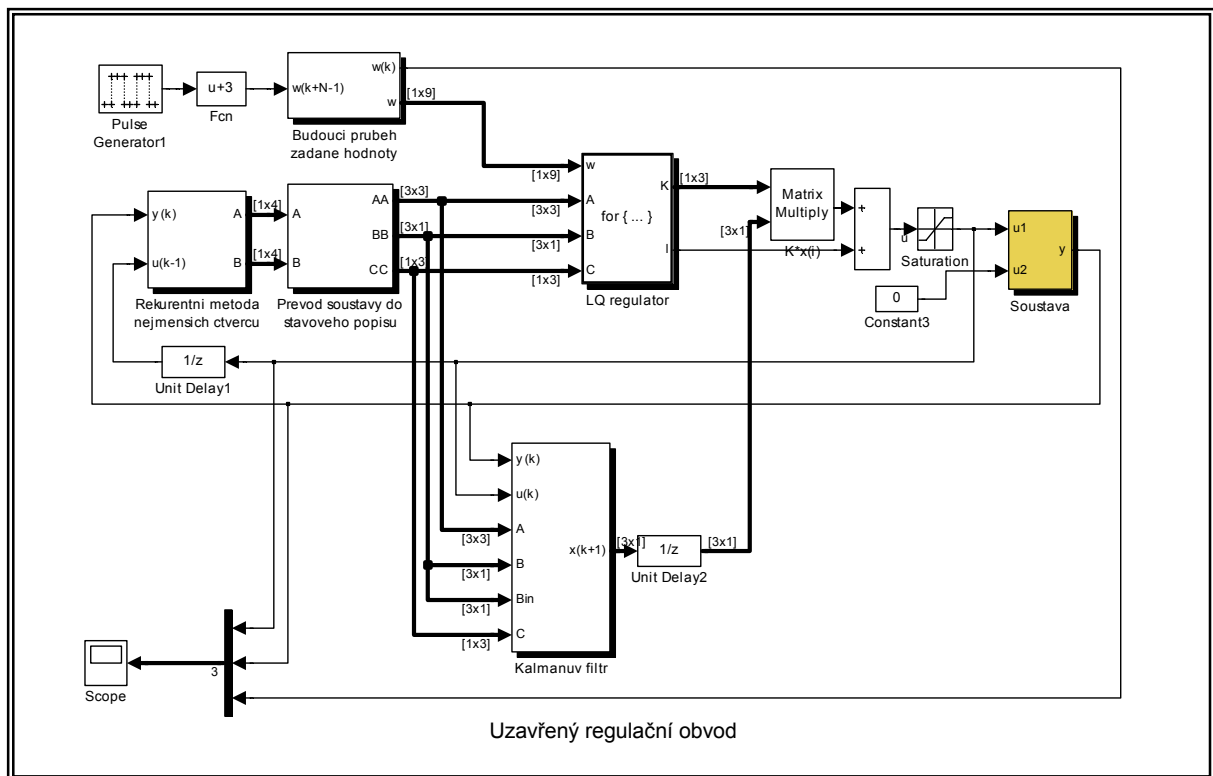 Pulse
Generator1
u+3
Fcn
w(k+N-1)
w(k)
w
Budouci prubeh
zadane hodnoty
[1x9]
[1x9]
y(k)
u(k-1)
A
B
Rekurentni metoda
nejmensich ctvercu
[1x4]
[1x4]
A
B
AA
BB
CC
Prevod soustavy do
stavoveho popisu
[3x3]
[3x1]
[1x3]
[3x3]
[3x1]
[1x3]
w
A
B
C
for { ... }
K
l
LQ regulator
[1x3]
[3x1]
Matrix
Multiply
K*x(i)
+
+
u
Saturation
0
Constant3
u1
u2
y
Soustava
1/z
Unit Delay1
y(k)
u(k)
A
B
Bin
C
x(k+1)
Kalmanuv filtr
[3x3]
[3x1]
[3x1]
[1x3]
[3x1]
1/z
Unit Delay2
[3x1]
3
Scope
Uzavřený regulační obvod